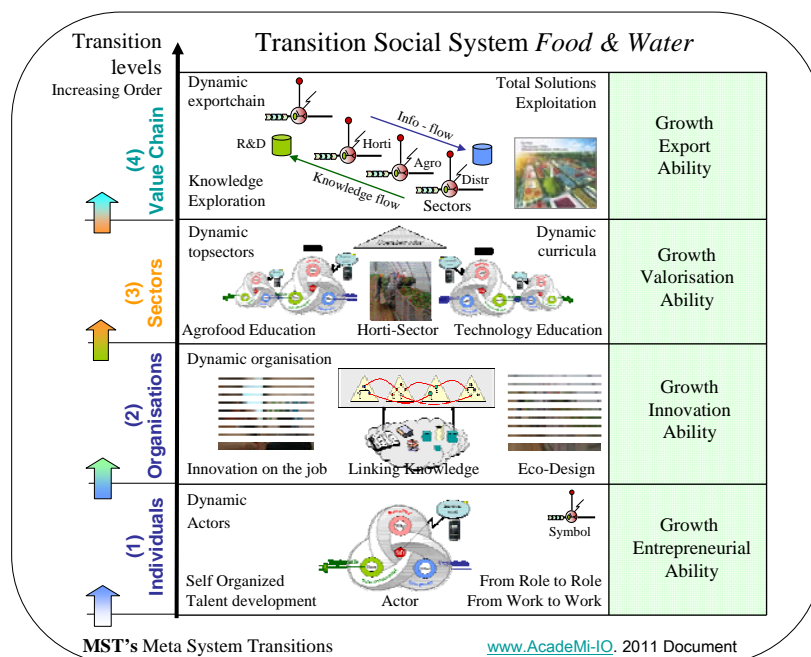 Transition Social System Food & Water
Transition
levels
Increasing Order
(4)
Value Chain
Dynamic
exportchain
Total Solutions
Exploitation
Info - flow
R&D
Horti
Agro
Distr
Knowledge flow
Knowledge
Exploration
Sectors
Growth
Export
Ability
(3)
Sectors
Dynamic
topsectors
Dynamic
curricula
Agrofood Education
Horti-Sector
Technology Education
Growth
Valorisation
Ability
(2)
Organisations
Dynamic organisation
Innovation on the job
Linking Knowledge
Eco-Design
Growth
Innovation
Ability
(1)
Individuals
Dynamic
Actors
Symbol
Self Organized
Talent development
Actor
From Role to Role
From Work to Work
Growth
Entrepreneurial
Ability
MST's Meta System Transitions
www.AcadeMi-IO. 2011 Document